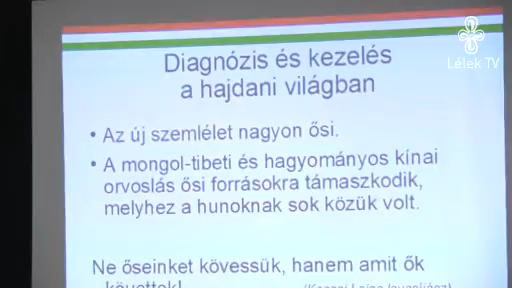 Lélek TV
Diagnózis és kezelés
a hajdani világban
• Az új szemlélet nagyon ősi.
• A mongol-tibeti és hagyományos kínai
orvoslás ősi forrásokra támaszkodik,
melyhez a hunoknak sok közük volt.
Ne őseinket kövessük, hanem amit ők